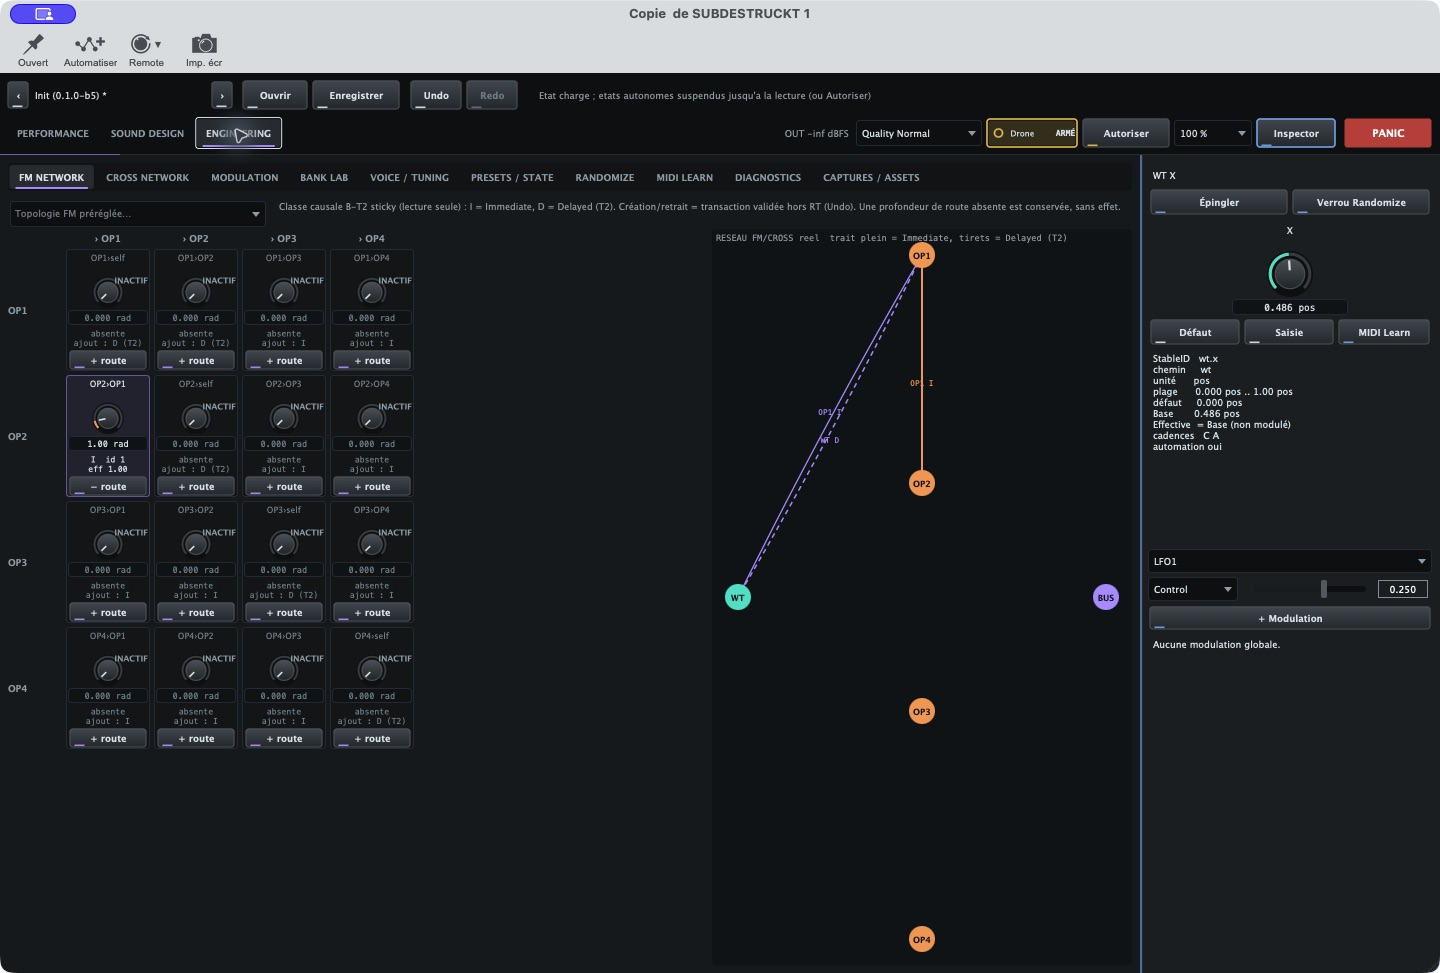 Copie de SUBDESTRUCKT 1
Ouvert Automatiser Remote Imp. écr
‹ Init (0.1.0-b5) * › Ouvrir Enregistrer Undo Redo Etat charge ; etats autonomes suspendus jusqu'a la lecture (ou Autoriser)
PERFORMANCE SOUND DESIGN ENGINEERING OUT -inf dBFS Quality Normal Drone ARMÉ Autoriser 100 % Inspector PANIC
FM NETWORK CROSS NETWORK MODULATION BANK LAB VOICE / TUNING PRESETS / STATE RANDOMIZE MIDI LEARN DIAGNOSTICS CAPTURES / ASSETS
Topologie FM préréglée...
Classe causale B-T2 sticky (lecture seule) : I = Immediate, D = Delayed (T2). Création/retrait = transaction validée hors RT (Undo). Une profondeur de route absente est conservée, sans effet.
› OP1 › OP2 › OP3 › OP4
OP1
OP1›self OP1›OP2 OP1›OP3 OP1›OP4
INACTIF INACTIF INACTIF INACTIF
0.000 rad 0.000 rad 0.000 rad 0.000 rad
absente absente absente absente
ajout : D (T2) ajout : D (T2) ajout : I ajout : I
+ route + route + route + route
OP2
OP2›OP1 OP2›self OP2›OP3 OP2›OP4
INACTIF INACTIF INACTIF
1.00 rad 0.000 rad 0.000 rad 0.000 rad
I id 1 absente absente absente
eff 1.00 ajout : D (T2) ajout : I ajout : I
− route + route + route + route
OP3
OP3›OP1 OP3›OP2 OP3›self OP3›OP4
INACTIF INACTIF INACTIF INACTIF
0.000 rad 0.000 rad 0.000 rad 0.000 rad
absente absente absente absente
ajout : I ajout : I ajout : D (T2) ajout : I
+ route + route + route + route
OP4
OP4›OP1 OP4›OP2 OP4›OP3 OP4›self
INACTIF INACTIF INACTIF INACTIF
0.000 rad 0.000 rad 0.000 rad 0.000 rad
absente absente absente absente
ajout : I ajout : I ajout : I ajout : D (T2)
+ route + route + route + route
RESEAU FM/CROSS reel trait plein = Immediate, tirets = Delayed (T2)
OP1
OP1 I
OP1 I
WT D
OP2
WT
BUS
OP3
OP4
WT X
Épingler Verrou Randomize
X
0.486 pos
Défaut Saisie MIDI Learn
StableID wt.x
chemin wt
unité pos
plage 0.000 pos .. 1.00 pos
défaut 0.000 pos
Base 0.486 pos
Effective = Base (non modulé)
cadences C A
automation oui
LFO1
Control 0.250
+ Modulation
Aucune modulation globale.